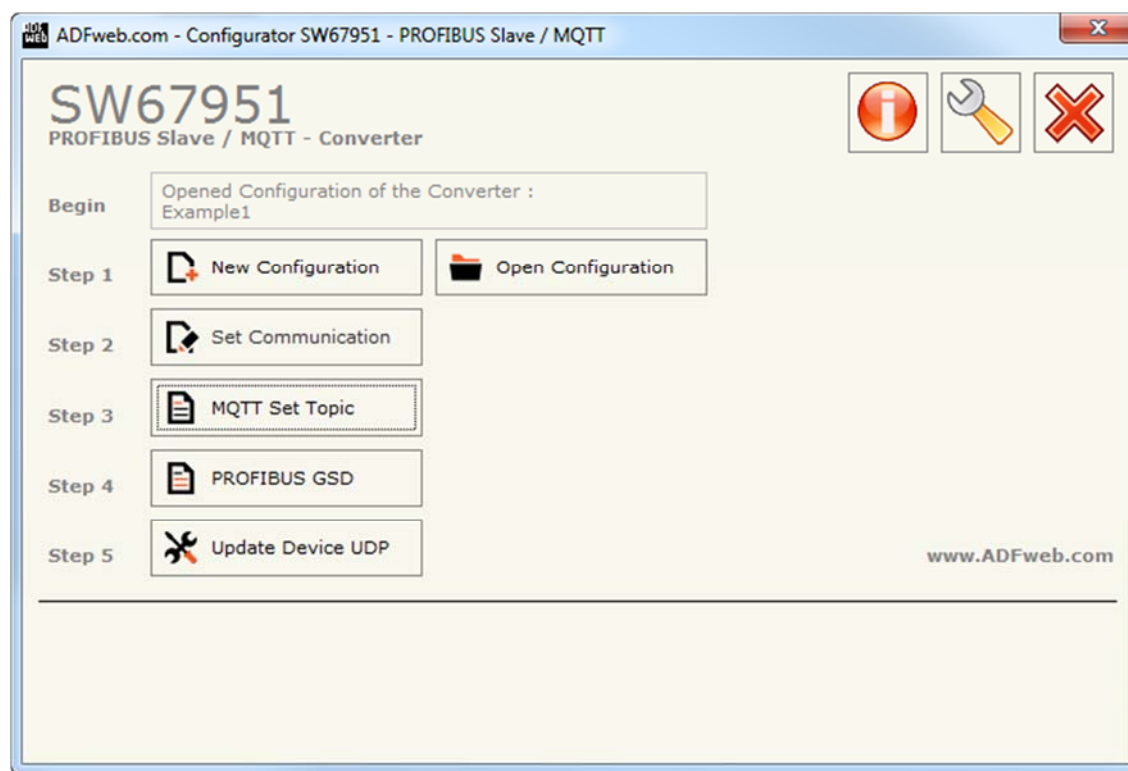 ADF
WEB
ADFweb.com - Configurator SW67951 - PROFIBUS Slave / MQTT
SW67951
PROFIBUS Slave / MQTT - Converter
Begin
Opened Configuration of the Converter :
Example1
Step 1
New Configuration
Open Configuration
Step 2
Set Communication
Step 3
MQTT Set Topic
Step 4
PROFIBUS GSD
Step 5
Update Device UDP
www.ADFweb.com